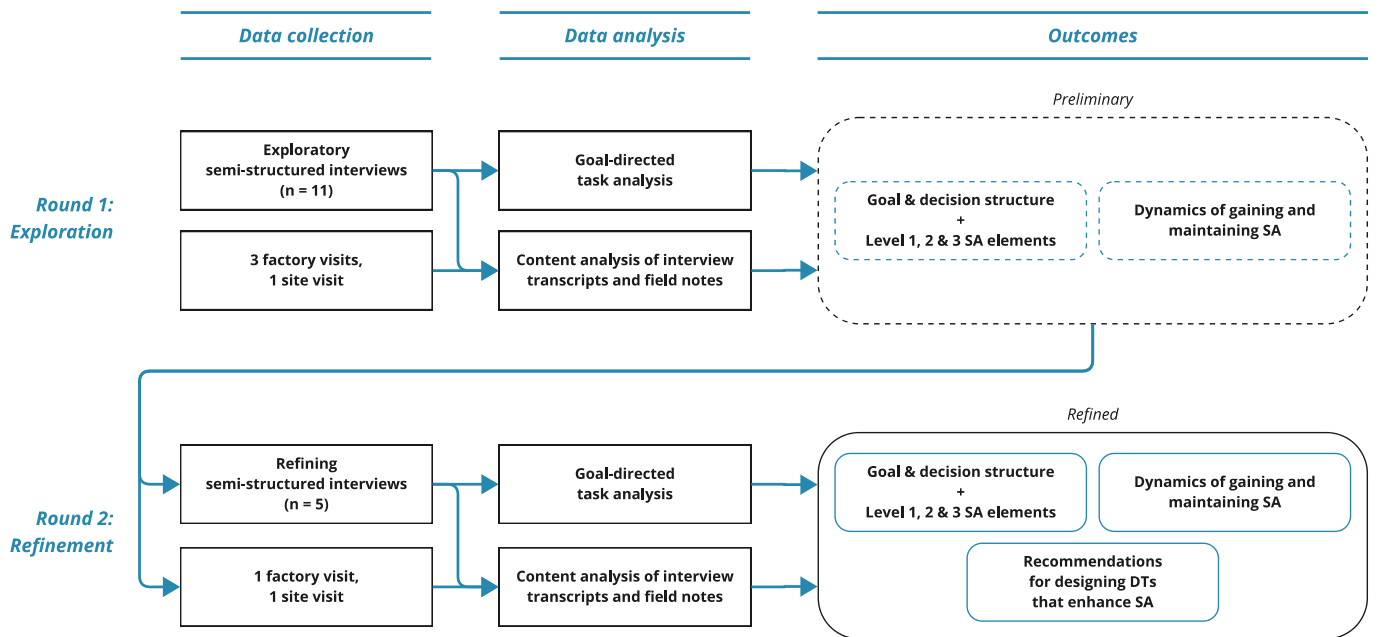 Data collection
Data analysis
Outcomes
Preliminary
Round 1:
Exploration
Exploratory
semi-structured interviews
(n = 11)
Goal-directed
task analysis
Goal & decision structure
+
Level 1, 2 & 3 SA elements
Dynamics of gaining and
maintaining SA
3 factory visits,
1 site visit
Content analysis of interview
transcripts and field notes
Refined
Round 2:
Refinement
Refining
semi-structured interviews
(n = 5)
Goal-directed
task analysis
Goal & decision structure
+
Level 1, 2 & 3 SA elements
Dynamics of gaining and
maintaining SA
1 factory visit,
1 site visit
Content analysis of interview
transcripts and field notes
Recommendations
for designing DTs
that enhance SA